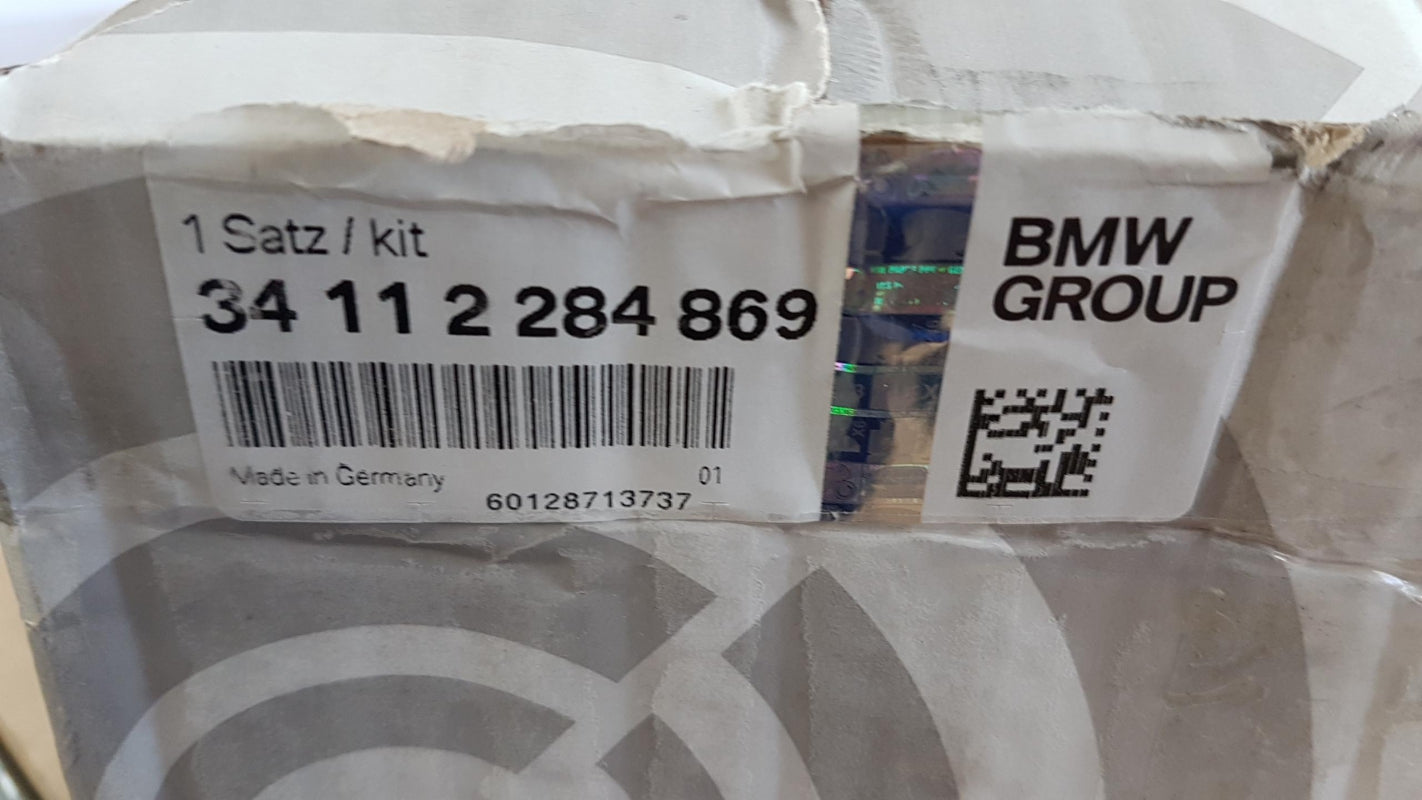 1 Satz / kit
34 11 2 284 869
Made in Germany
01
60128713737
BMW
GROUP